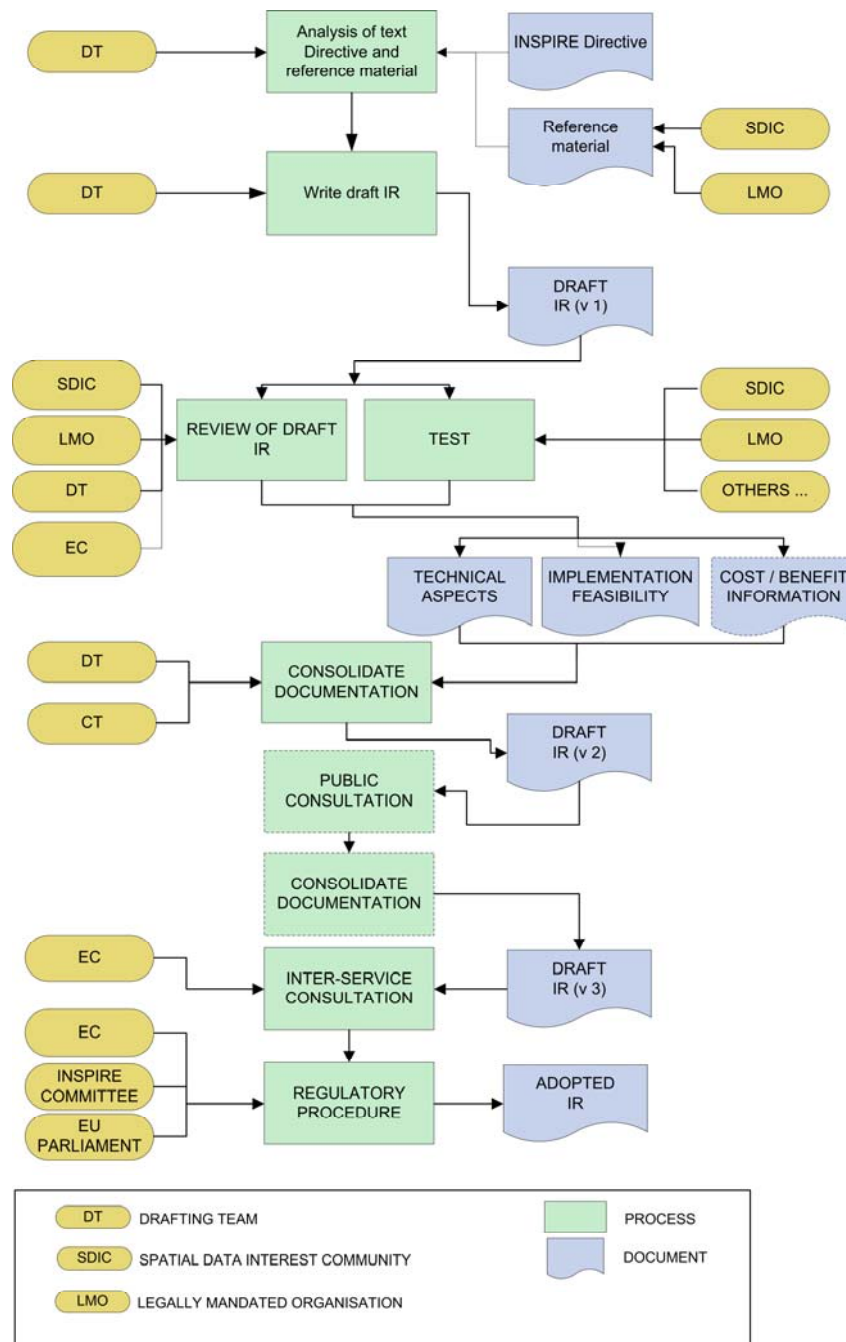 DT
Analysis of text
Directive and
reference material
INSPIRE Directive
Reference
material
SDIC
LMO
DT
Write draft IR
DRAFT
IR (v 1)
SDIC
LMO
DT
EC
REVIEW OF DRAFT
IR
TEST
SDIC
LMO
OTHERS ...
TECHNICAL
ASPECTS
IMPLEMENTATION
FEASIBILITY
COST / BENEFIT
INFORMATION
DT
CT
CONSOLIDATE
DOCUMENTATION
DRAFT
IR (v 2)
PUBLIC
CONSULTATION
CONSOLIDATE
DOCUMENTATION
EC
INTER-SERVICE
CONSULTATION
DRAFT
IR (v 3)
EC
INSPIRE
COMMITTEE
EU
PARLIAMENT
REGULATORY
PROCEDURE
ADOPTED
IR
DT DRAFTING TEAM
SDIC SPATIAL DATA INTEREST COMMUNITY
LMO LEGALLY MANDATED ORGANISATION
PROCESS
DOCUMENT